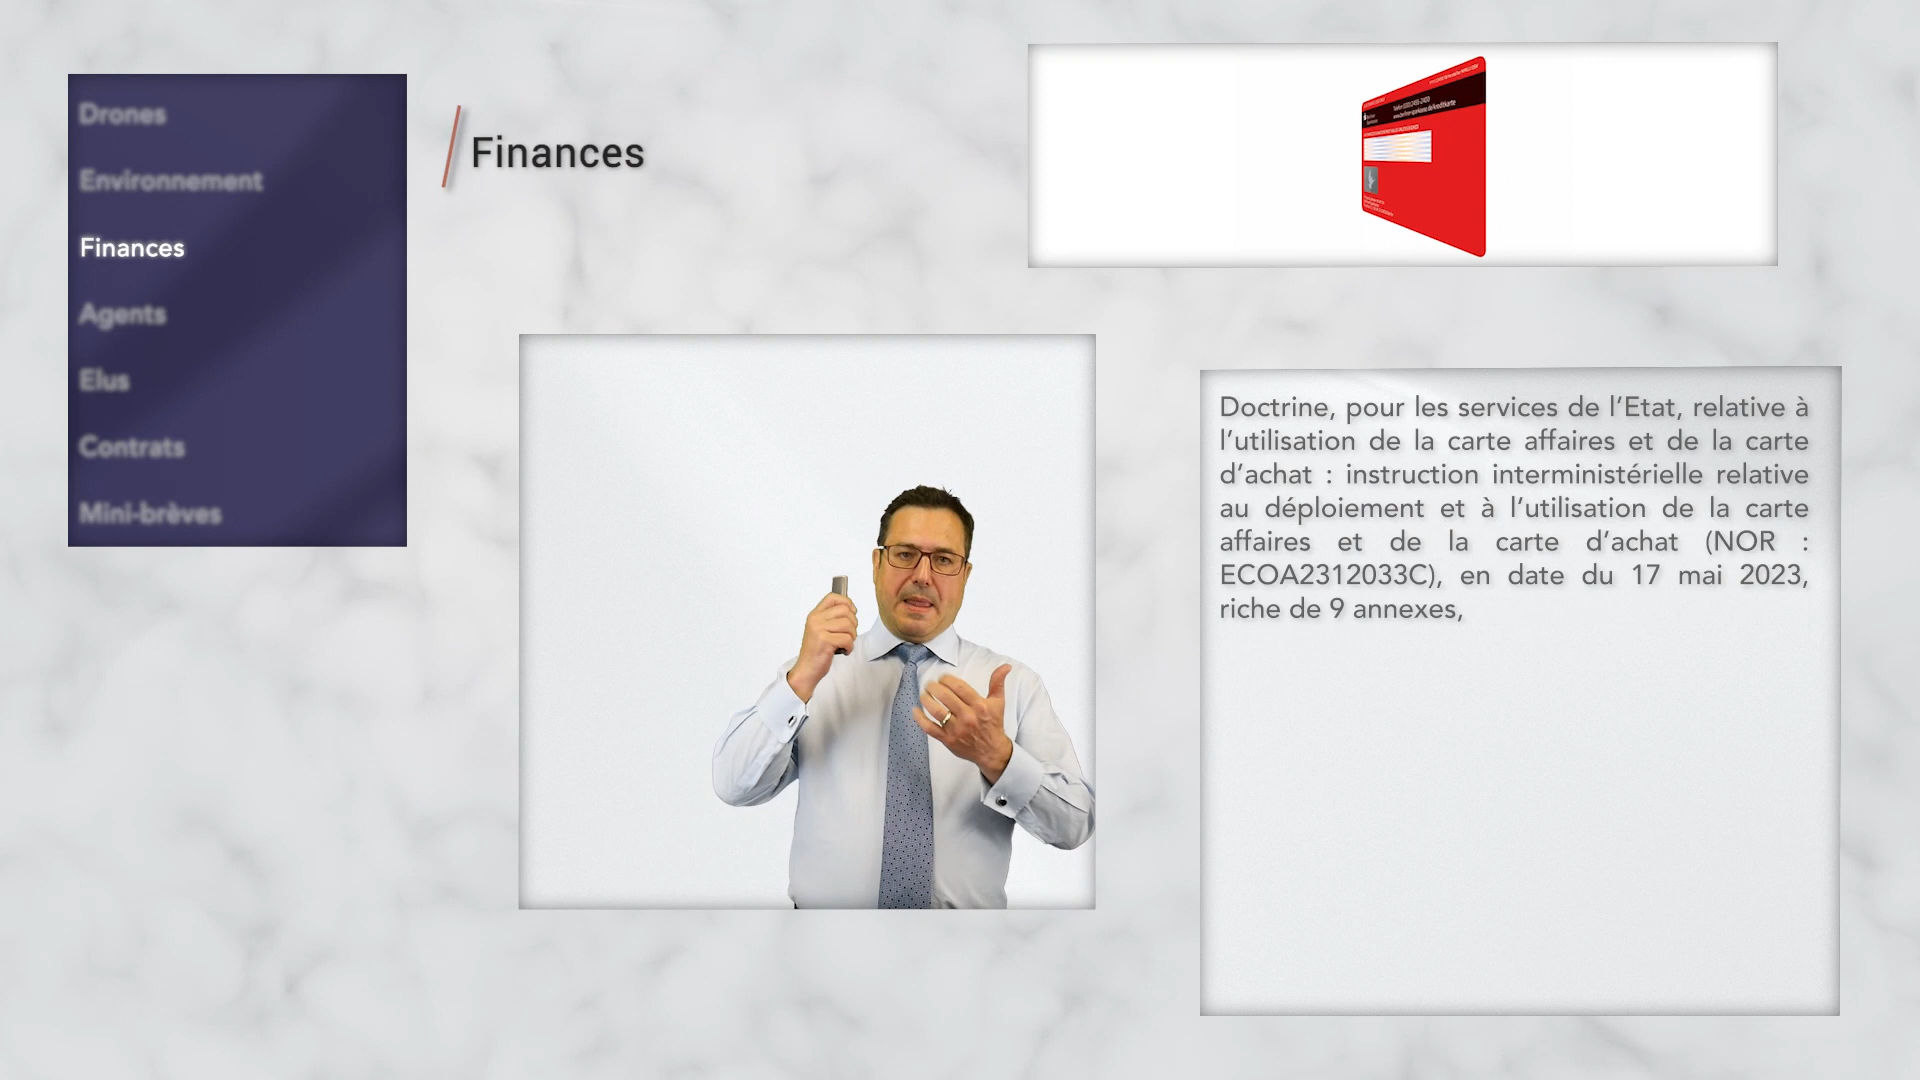 Drones
Environnement
Finances
Agents
Elus
Contrats
Mini-brèves
Finances
Doctrine, pour les services de l’Etat, relative à
l’utilisation de la carte affaires et de la carte
d’achat : instruction interministérielle relative
au déploiement et à l’utilisation de la carte
affaires et de la carte d’achat (NOR :
ECOA2312033C), en date du 17 mai 2023,
riche de 9 annexes,